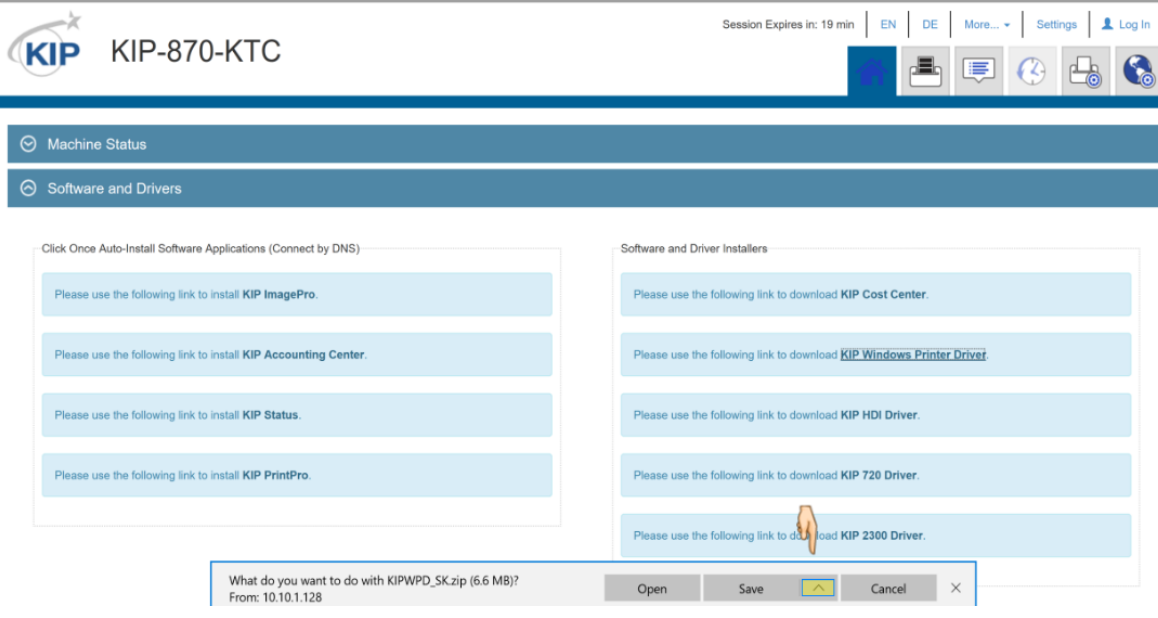 Session Expires in: 19 min EN DE More... Settings Log In
KIP KIP-870-KTC
Machine Status
Software and Drivers
Click Once Auto-Install Software Applications (Connect by DNS)
Please use the following link to install KIP ImagePro.
Please use the following link to install KIP Accounting Center.
Please use the following link to install KIP Status.
Please use the following link to install KIP PrintPro.
Software and Driver Installers
Please use the following link to download KIP Cost Center.
Please use the following link to download KIP Windows Printer Driver.
Please use the following link to download KIP HDI Driver.
Please use the following link to download KIP 720 Driver.
Please use the following link to download KIP 2300 Driver.
What do you want to do with KIPWPD_SK.zip (6.6 MB)?
From: 10.10.1.128
Open Save Cancel